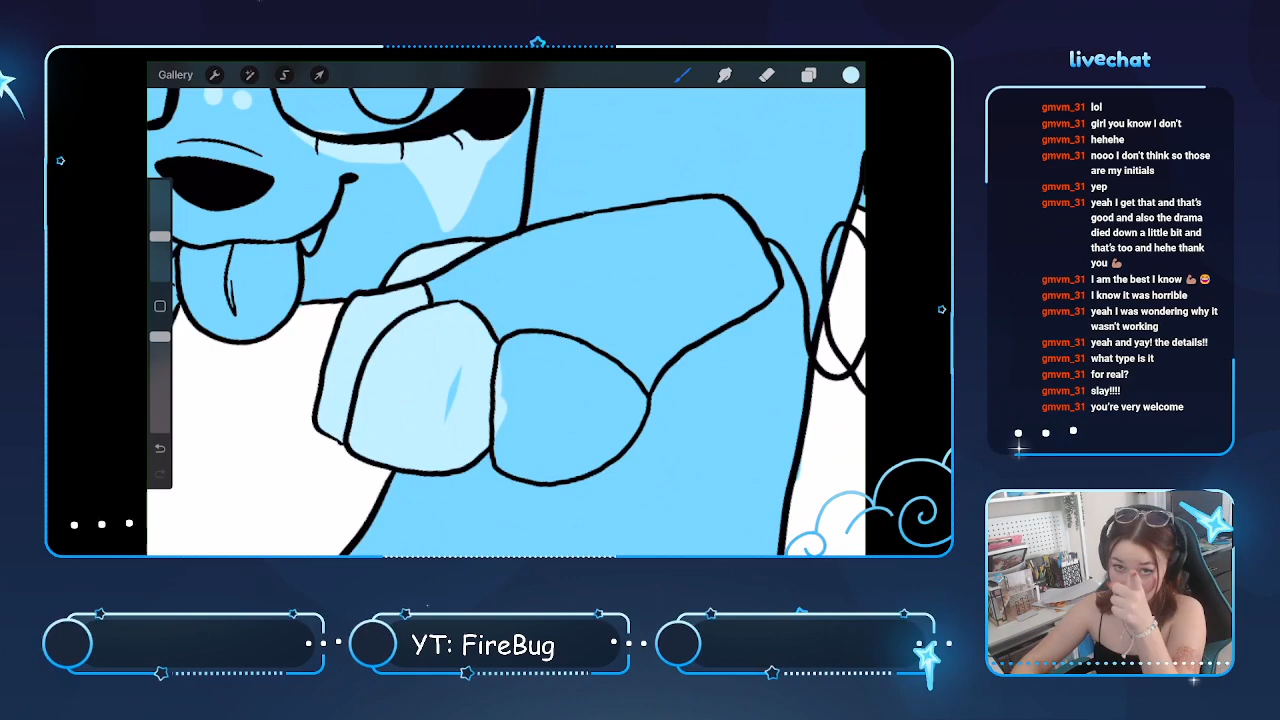 livechat
Gallery
gmvm_31 lol
gmvm_31 girl you know I don't
gmvm_31 hehehe
gmvm_31 nooo I don't think so those
are my initials
gmvm_31 yep
gmvm_31 yeah I get that and that's
good and also the drama
died down a little bit and
that's too and hehe thank
you 💪🏽
gmvm_31 I am the best I know 💪🏽 😆
gmvm_31 I know it was horrible
gmvm_31 yeah I was wondering why it
wasn't working
gmvm_31 yeah and yay! the details!!
gmvm_31 what type is it
gmvm_31 for real?
gmvm_31 slay!!!!
gmvm_31 you're very welcome
YT: FireBug